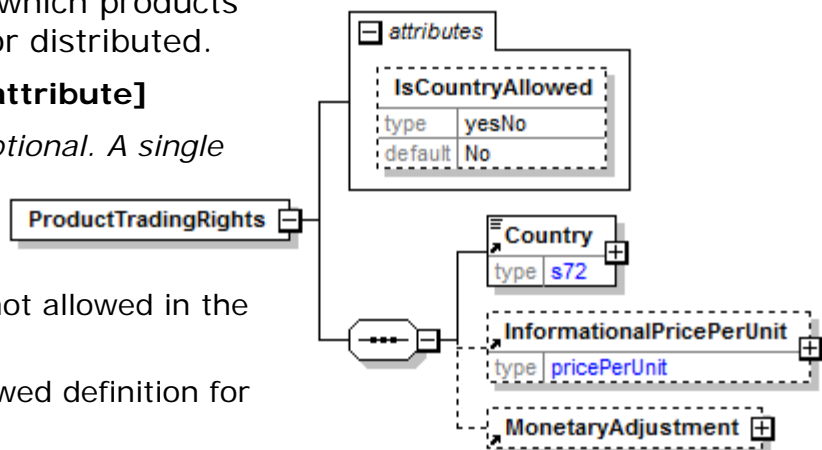 which products
or distributed.
attribute]
optional. A single
not allowed in the
wed definition for
attributes
IsCountryAllowed
type yesNo
default No
ProductTradingRights
Country
type s72
InformationalPricePerUnit
type pricePerUnit
MonetaryAdjustment